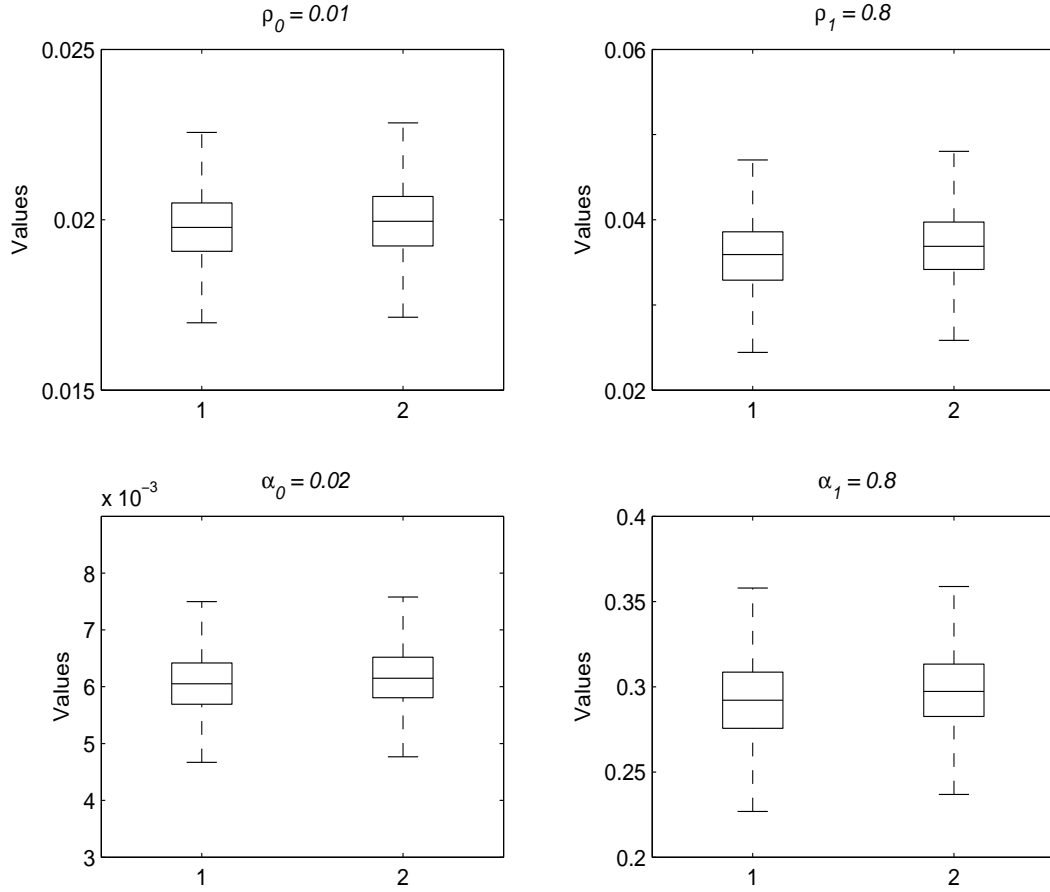 ρ₀ = 0.01
0.025
0.02
0.015
Values
1 2
ρ₁ = 0.8
0.06
0.04
0.02
Values
1 2
α₀ = 0.02
x 10⁻³
8
7
6
5
4
3
Values
1 2
α₁ = 0.8
0.4
0.35
0.3
0.25
0.2
Values
1 2